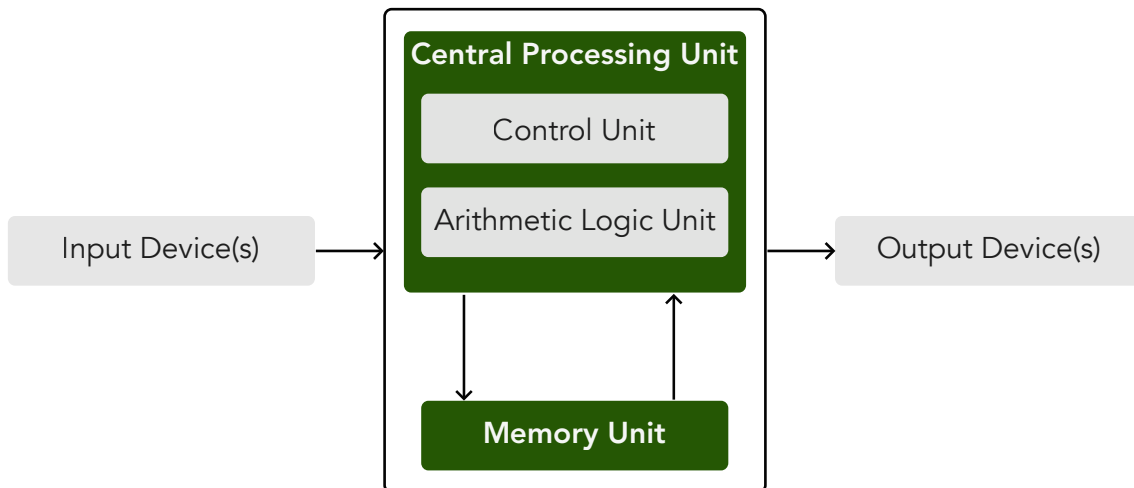 Central Processing Unit
Control Unit
Arithmetic Logic Unit
Input Device(s)
Output Device(s)
Memory Unit